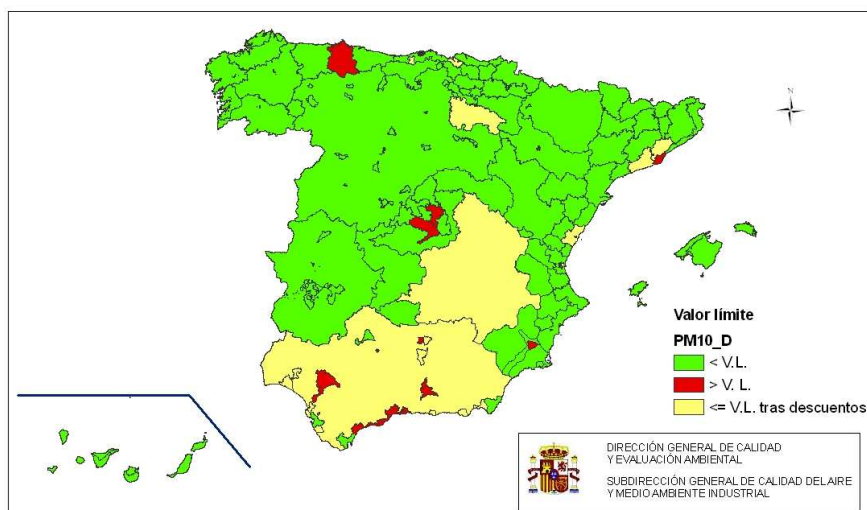 N
Valor límite
PM10_D
< V.L.
> V. L.
<= V.L. tras descuentos
DIRECCIÓN GENERAL DE CALIDAD
Y EVALUACIÓN AMBIENTAL
SUBDIRECCIÓN GENERAL DE CALIDAD DEL AIRE
Y MEDIO AMBIENTE INDUSTRIAL